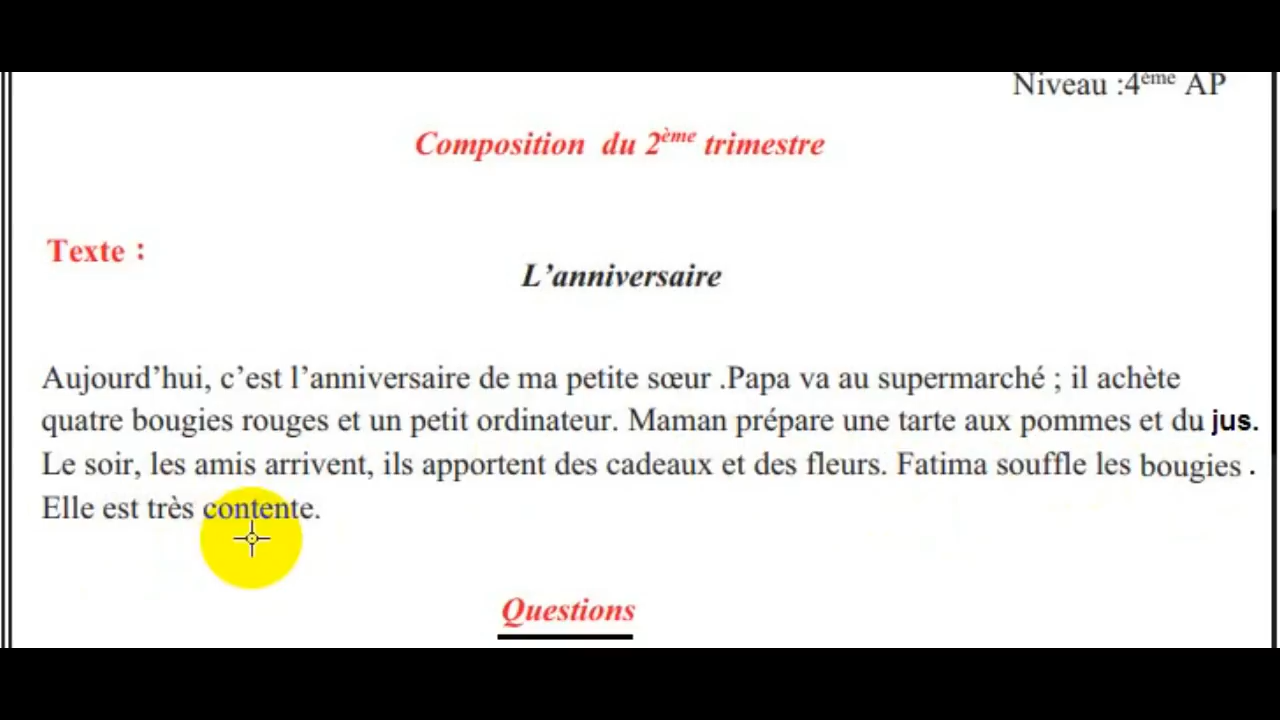 Niveau :4ème AP
Composition du 2ème trimestre
Texte :
L’anniversaire
Aujourd’hui, c’est l’anniversaire de ma petite sœur .Papa va au supermarché ; il achète
quatre bougies rouges et un petit ordinateur. Maman prépare une tarte aux pommes et du jus.
Le soir, les amis arrivent, ils apportent des cadeaux et des fleurs. Fatima souffle les bougies .
Elle est très contente.
Questions